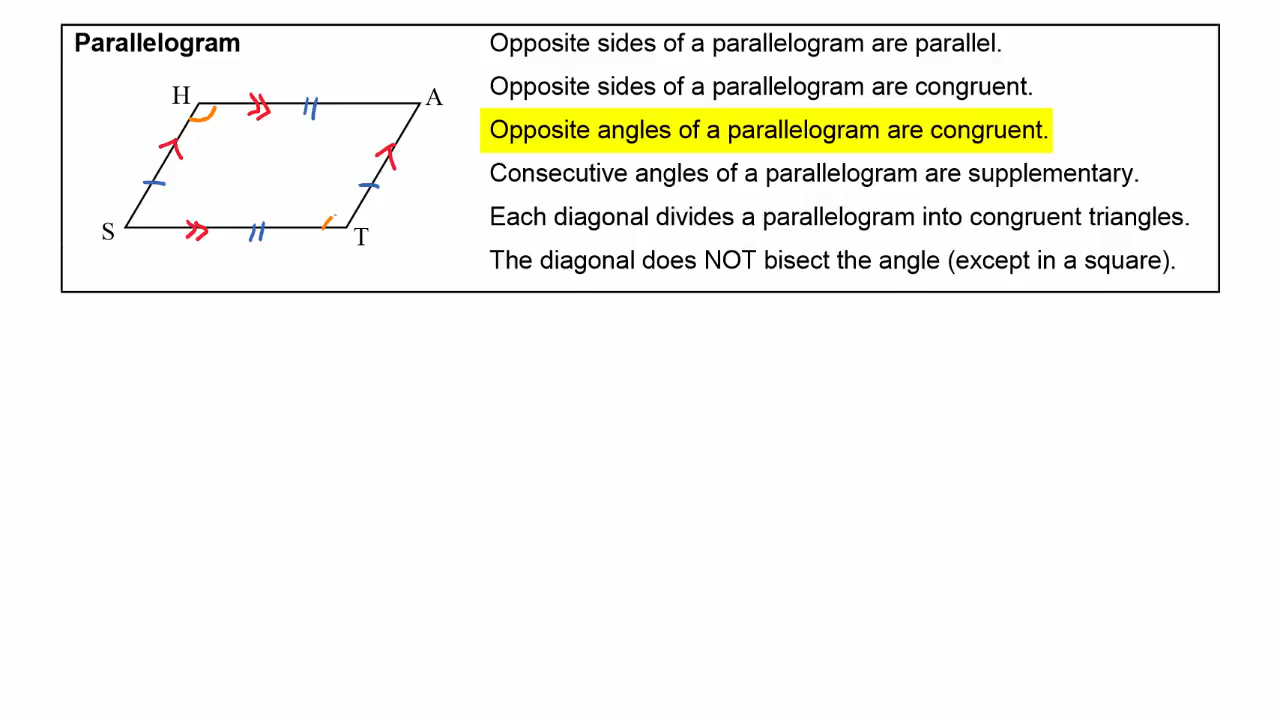 Parallelogram
H
A
S
T
Opposite sides of a parallelogram are parallel.
Opposite sides of a parallelogram are congruent.
Opposite angles of a parallelogram are congruent.
Consecutive angles of a parallelogram are supplementary.
Each diagonal divides a parallelogram into congruent triangles.
The diagonal does NOT bisect the angle (except in a square).